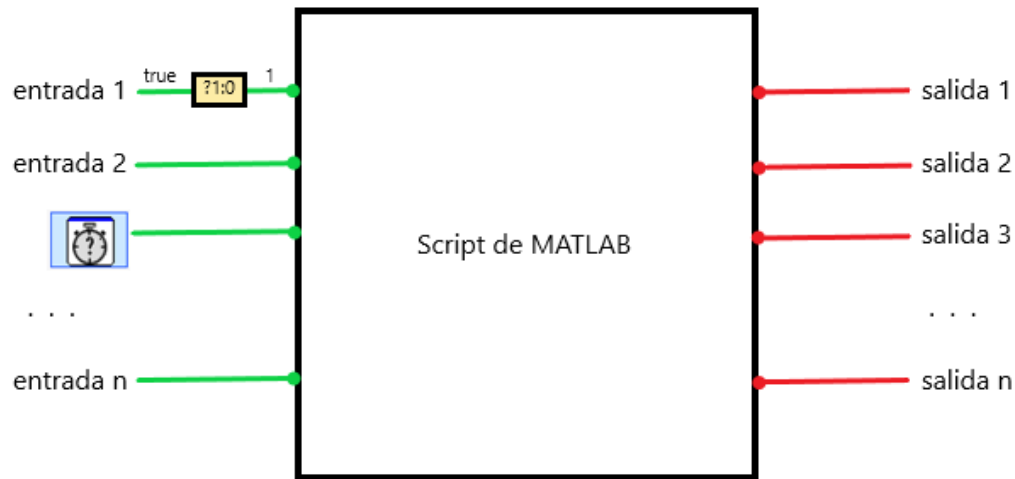 true
1
entrada 1
?1:0
salida 1
entrada 2
salida 2
?
Script de MATLAB
salida 3
. . .
. . .
entrada n
salida n